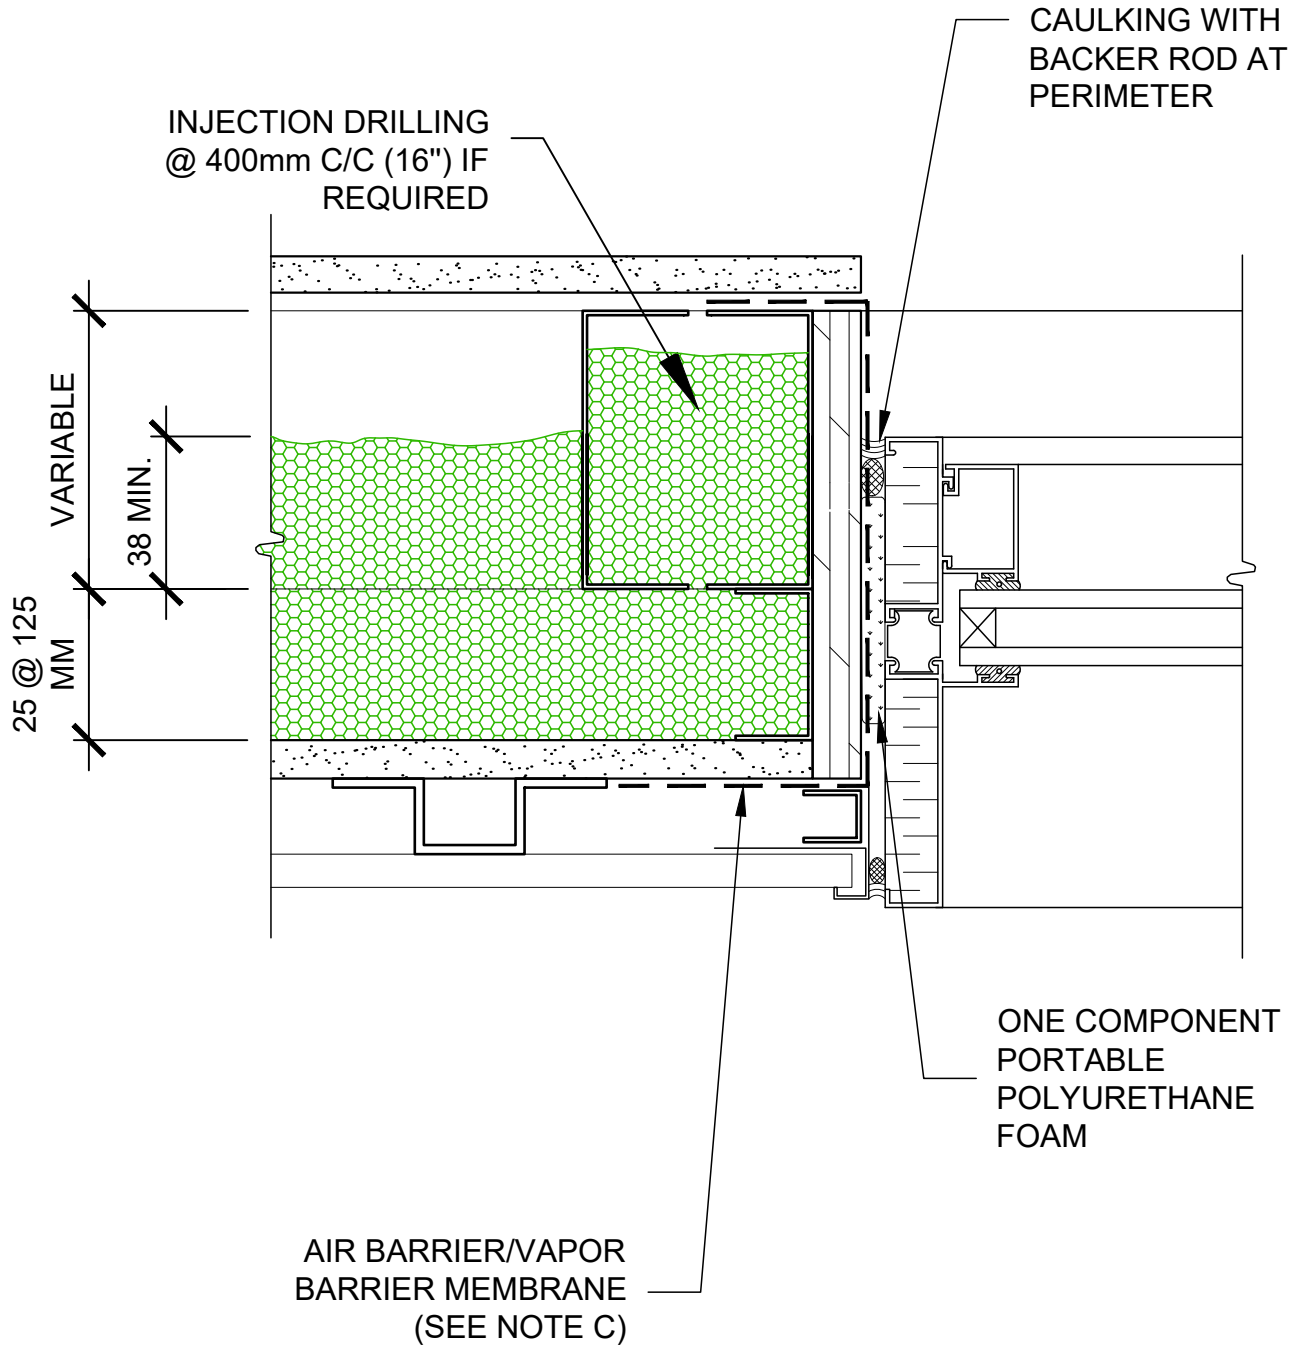 CAULKING WITH
BACKER ROD AT
PERIMETER
INJECTION DRILLING
@ 400mm C/C (16") IF
REQUIRED
VARIABLE
38 MIN.
25 @ 125
MM
ONE COMPONENT
PORTABLE
POLYURETHANE
FOAM
AIR BARRIER/VAPOR
BARRIER MEMBRANE
(SEE NOTE C)